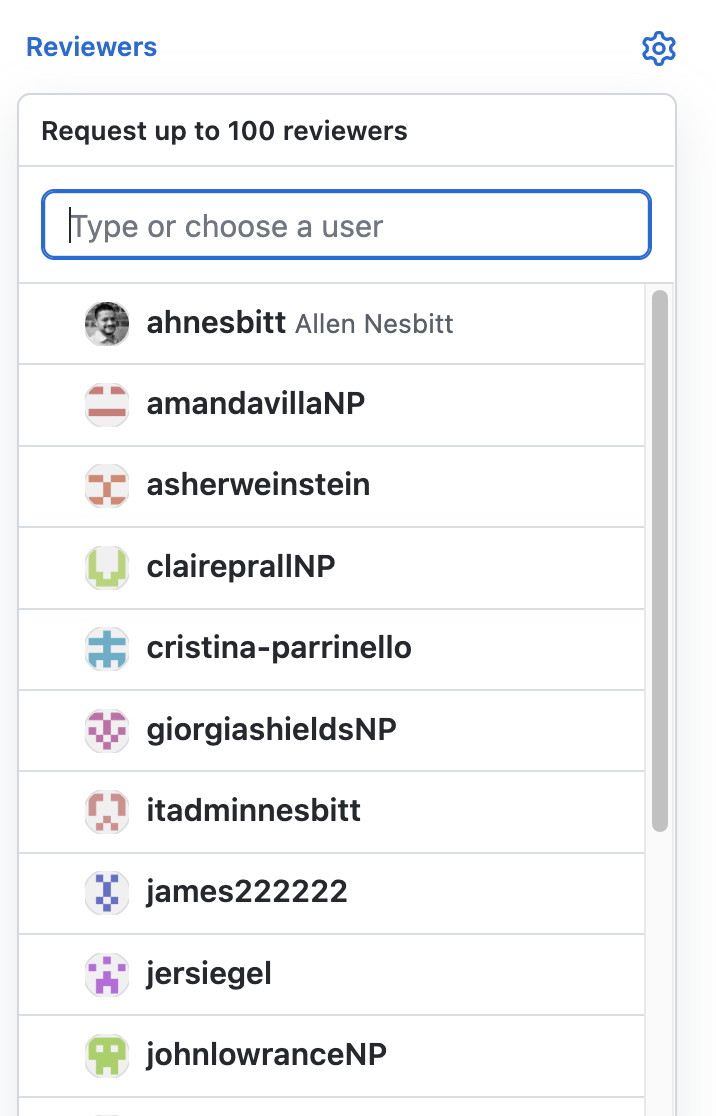 Reviewers
Request up to 100 reviewers
Type or choose a user
ahnesbitt Allen Nesbitt
amandavillaNP
asherweinstein
claireprallNP
cristina-parrinello
giorgiashieldsNP
itadminnesbitt
james222222
jersiegel
johnlowranceNP